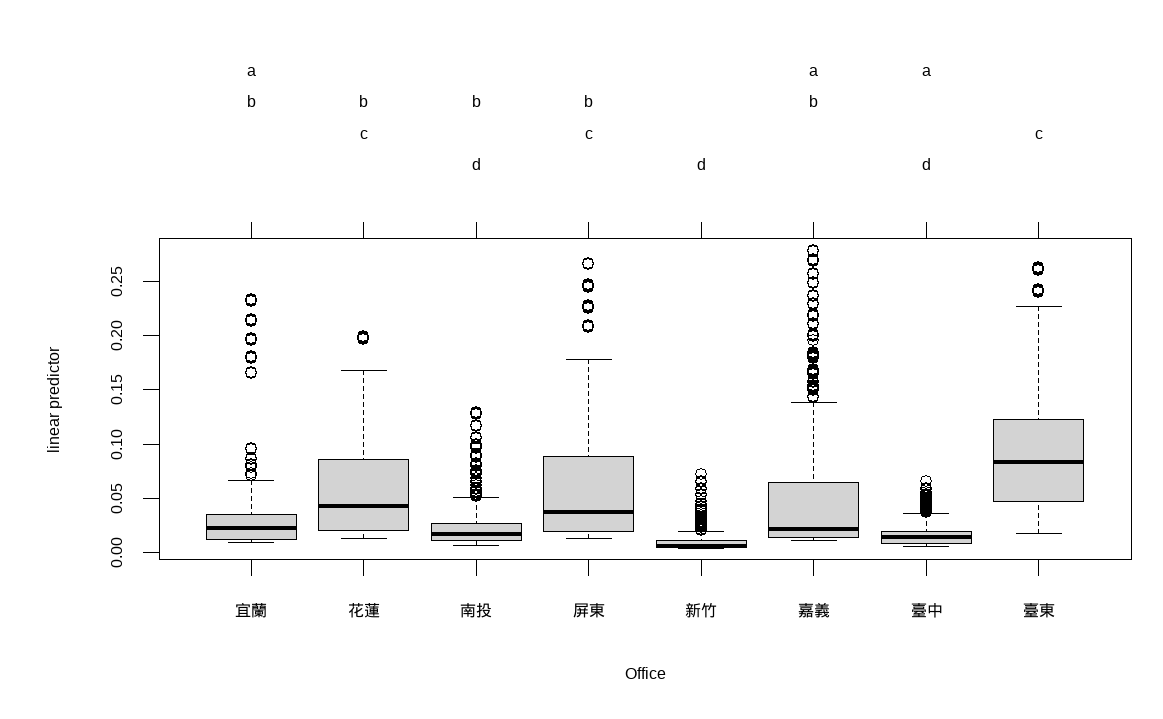 a a a
b b b b b
c c c
d d d
0.25
0.20
0.15
0.10
0.05
0.00
linear predictor
宜蘭 花蓮 南投 屏東 新竹 嘉義 臺中 臺東
Office